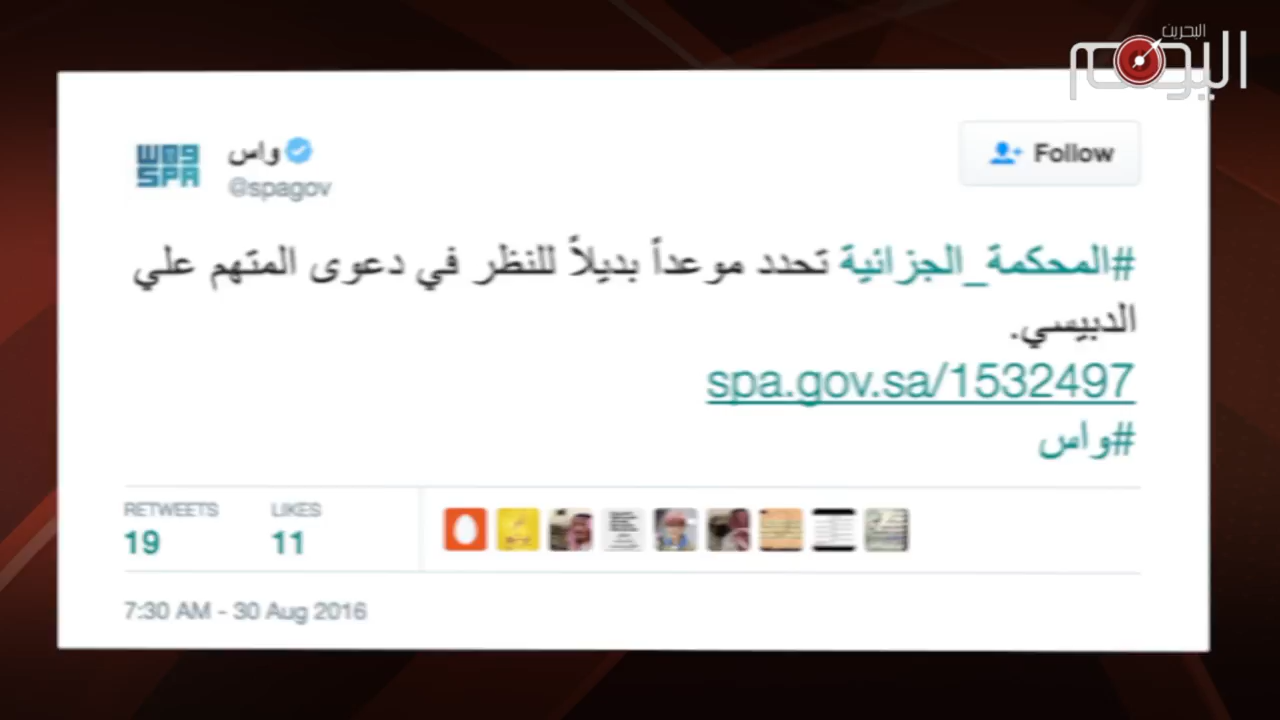 البحرين
اليوم
واس
@spagov
Follow
#المحكمة_الجزائية تحدد موعداً بديلاً للنظر في دعوى المتهم علي
الدبيسي.
spa.gov.sa/1532497
#واس
RETWEETS
LIKES
19
11
7:30 AM - 30 Aug 2016